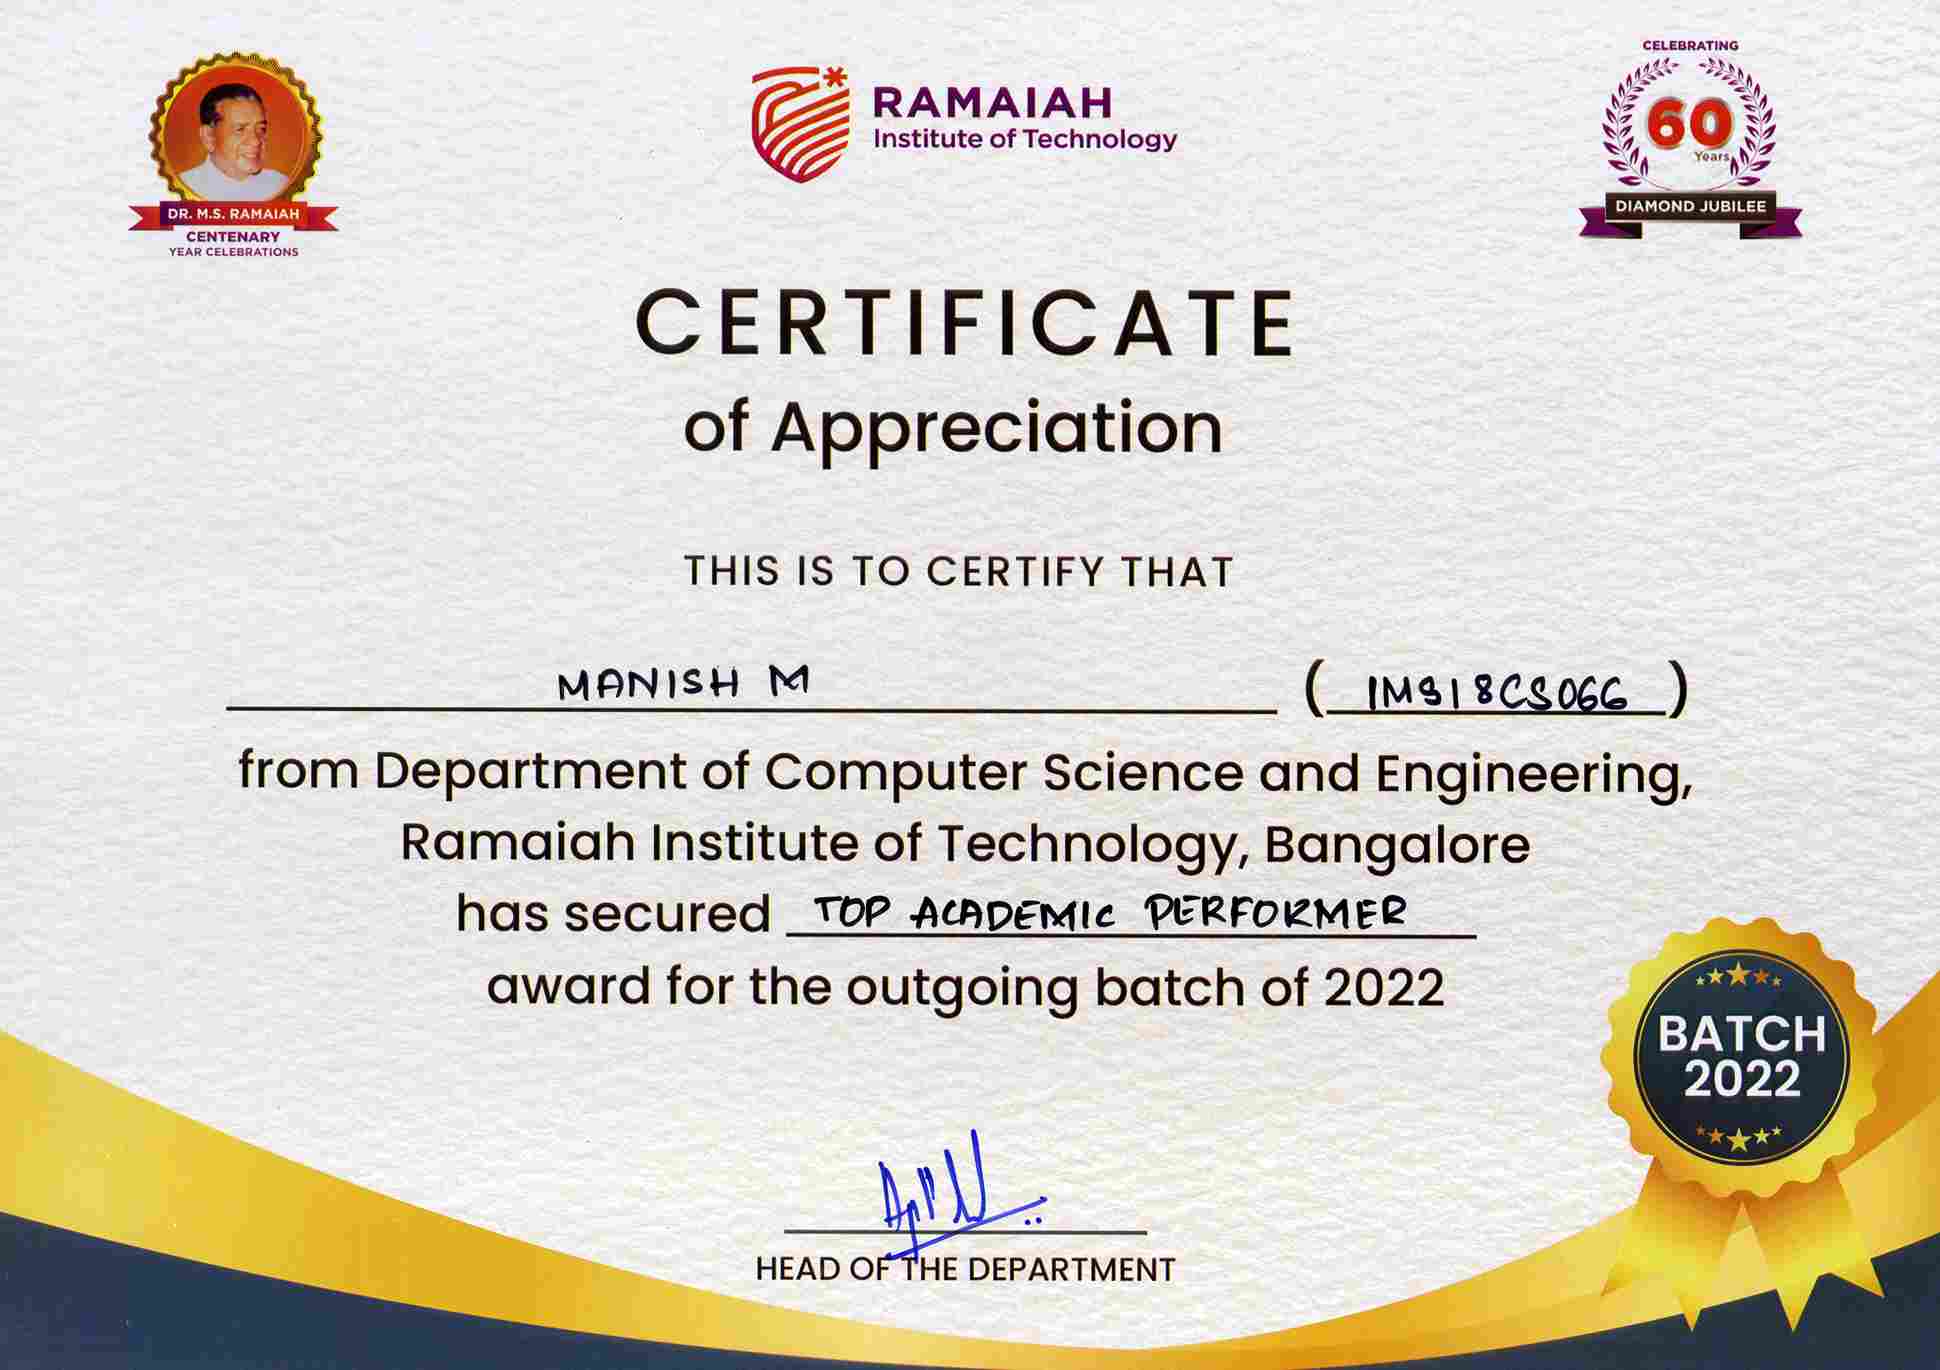 CELEBRATING
60
Years
DIAMOND JUBILEE
RAMAIAH
Institute of Technology
DR. M.S. RAMAIAH
CENTENARY
YEAR CELEBRATIONS
CERTIFICATE
of Appreciation
THIS IS TO CERTIFY THAT
MANISH M (1MS18CS066)
from Department of Computer Science and Engineering,
Ramaiah Institute of Technology, Bangalore
has secured TOP ACADEMIC PERFORMER
award for the outgoing batch of 2022
BATCH
2022
HEAD OF THE DEPARTMENT